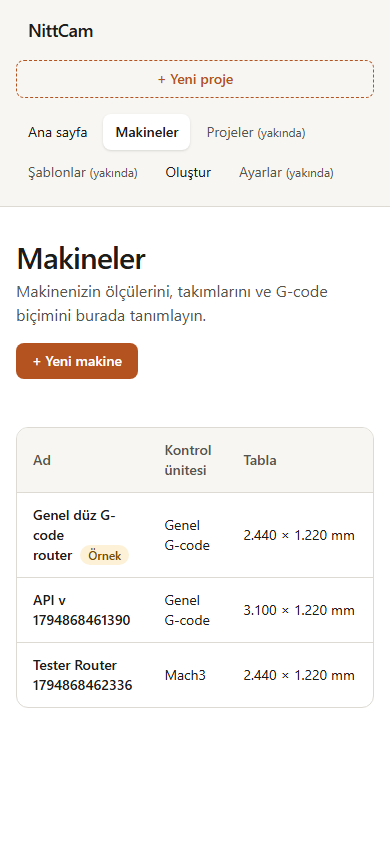 NittCam
+ Yeni proje
Ana sayfa Makineler Projeler (yakında)
Şablonlar (yakında) Oluştur Ayarlar (yakında)
Makineler
Makinenizin ölçülerini, takımlarını ve G-code
biçimini burada tanımlayın.
+ Yeni makine
Ad Kontrol ünitesi Tabla
Genel düz G-code router Örnek Genel G-code 2.440 × 1.220 mm
API v 1794868461390 Genel G-code 3.100 × 1.220 mm
Tester Router 1794868462336 Mach3 2.440 × 1.220 mm